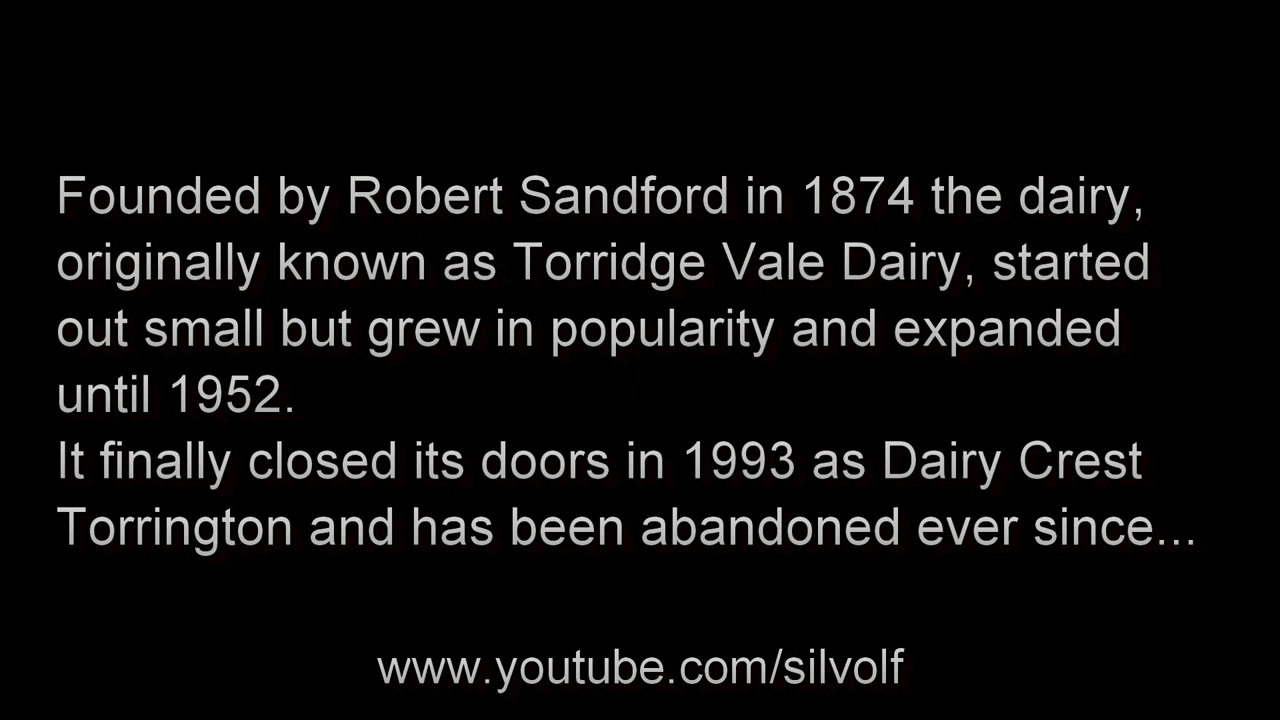 Founded by Robert Sandford in 1874 the dairy,
originally known as Torridge Vale Dairy, started
out small but grew in popularity and expanded
until 1952.
It finally closed its doors in 1993 as Dairy Crest
Torrington and has been abandoned ever since...
www.youtube.com/silvolf